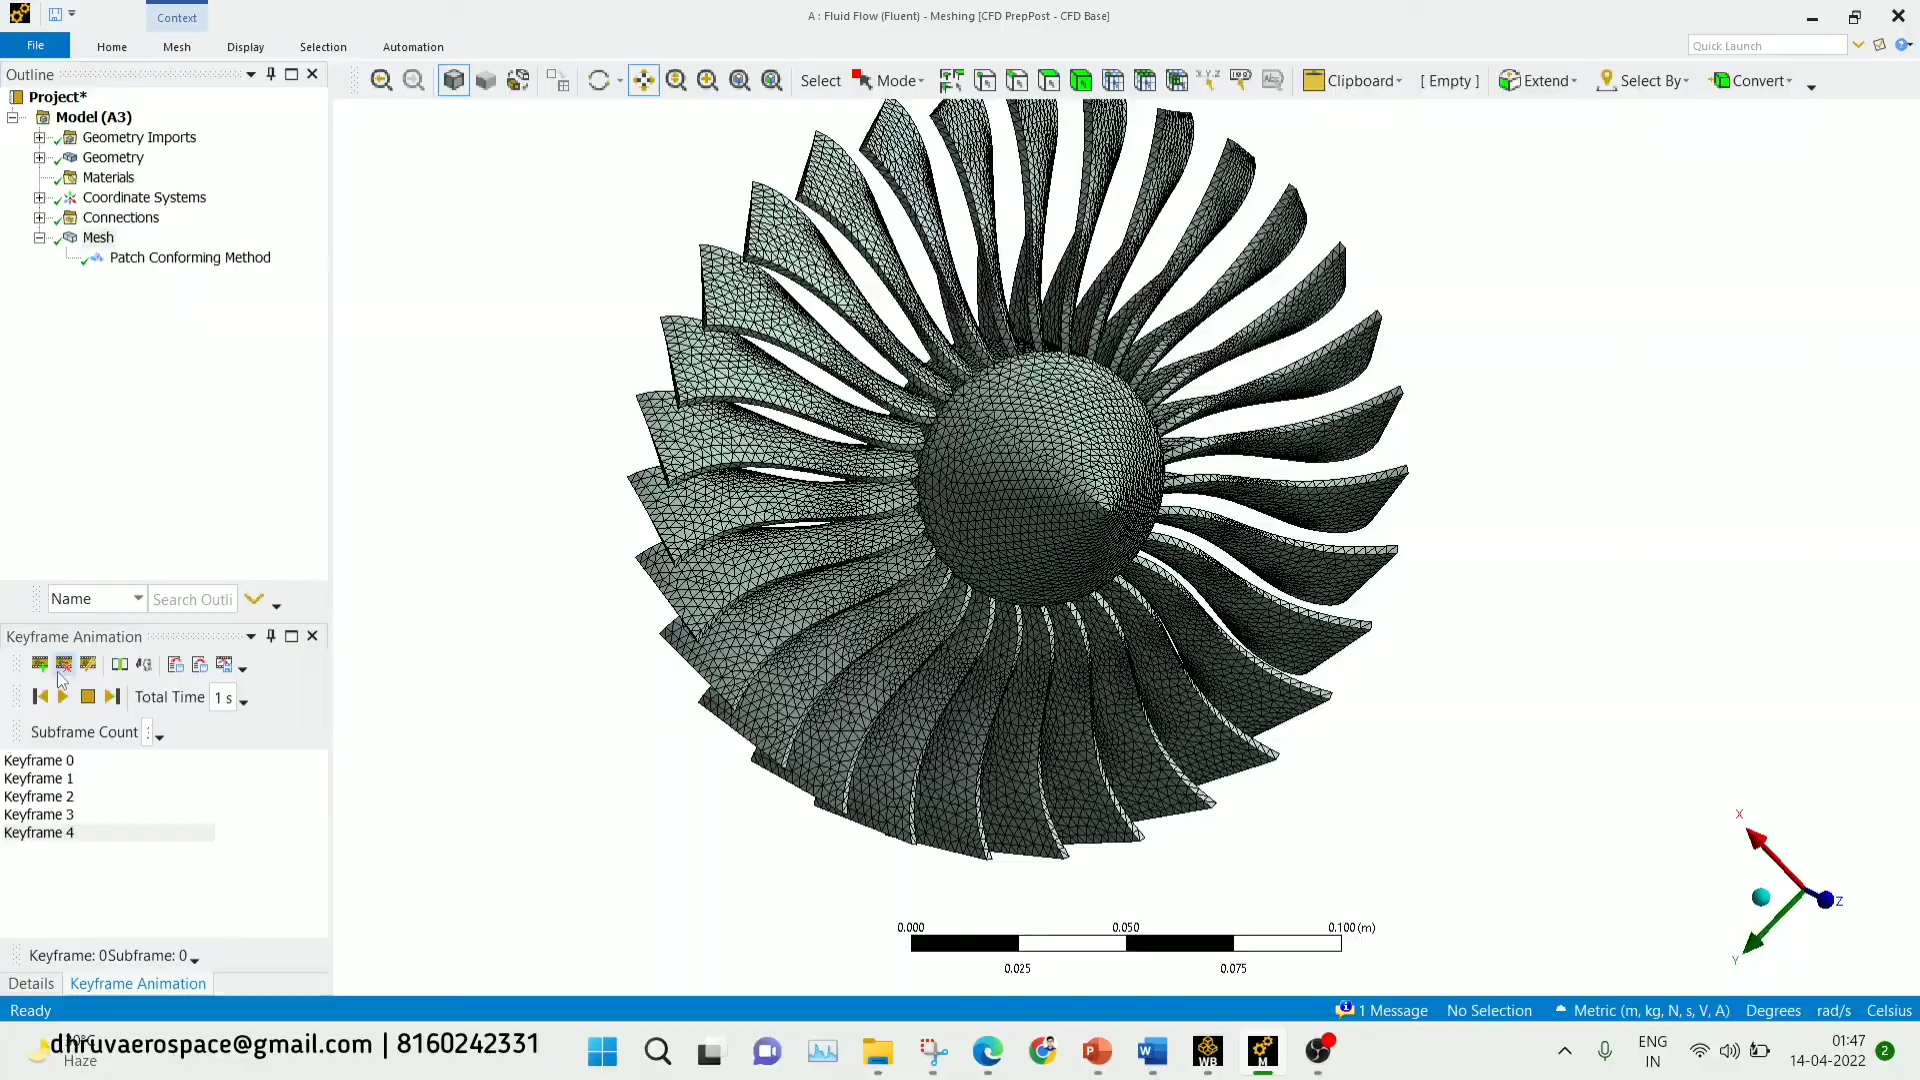 Context
A : Fluid Flow (Fluent) - Meshing [CFD PrepPost - CFD Base]
File Home Mesh Display Selection Automation
Quick Launch
Outline
Select Mode Clipboard [ Empty ] Extend Select By Convert
Project*
Model (A3)
Geometry Imports
Geometry
Materials
Coordinate Systems
Connections
Mesh
Patch Conforming Method
Name Search Outli
Keyframe Animation
Total Time 1 s
Subframe Count
Keyframe 0
Keyframe 1
Keyframe 2
Keyframe 3
Keyframe 4
Keyframe: 0Subframe: 0
Details Keyframe Animation
0.000 0.050 0.100 (m)
0.025 0.075
X
Y
Z
Ready
1 Message No Selection Metric (m, kg, N, s, V, A) Degrees rad/s Celsius
dhruvaerospace@gmail.com | 8160242331
Haze
WB
M
ENG
IN
01:47
14-04-2022
2